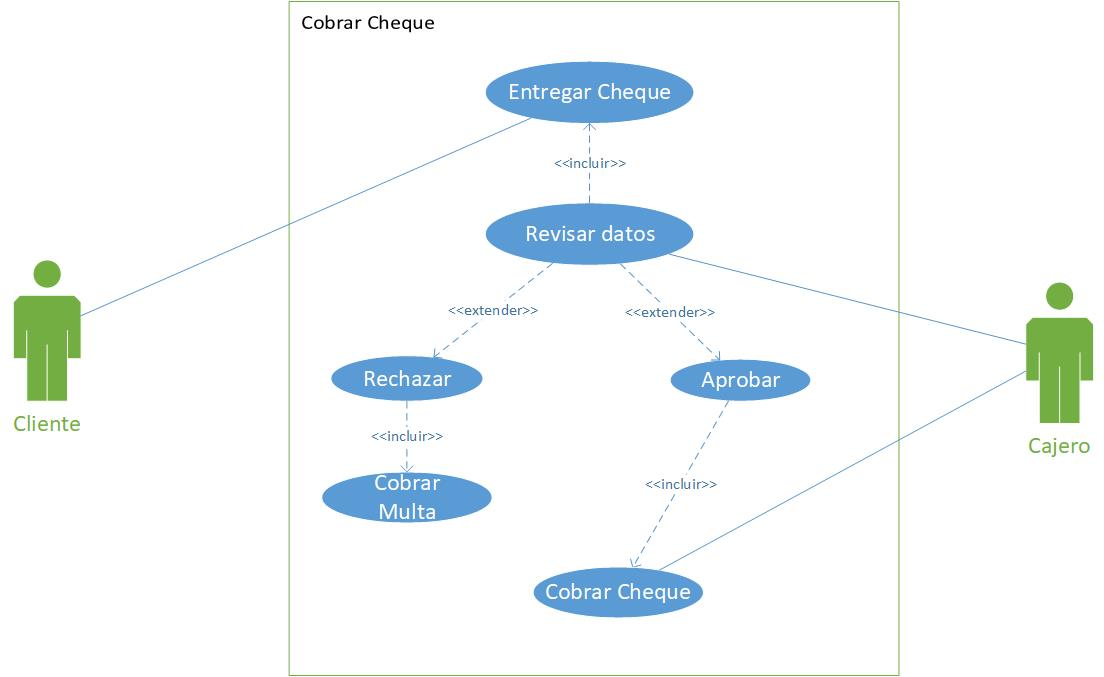 Cobrar Cheque
Entregar Cheque
<<incluir>>
Revisar datos
<<extender>>
<<extender>>
Rechazar
Aprobar
Cliente
<<incluir>>
Cajero
Cobrar
Multa
<<incluir>>
Cobrar Cheque